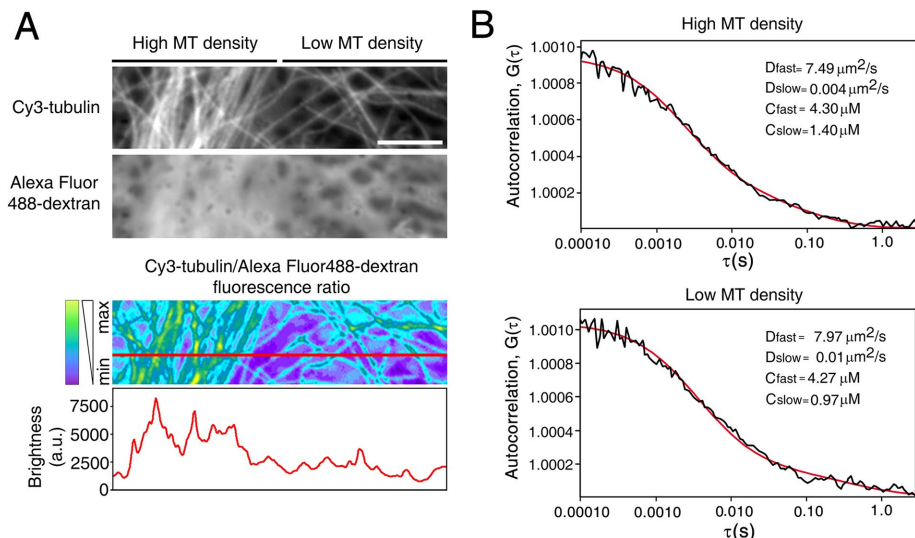 A
High MT density
Low MT density
Cy3-tubulin
Alexa Fluor
488-dextran
Cy3-tubulin/Alexa Fluor488-dextran
fluorescence ratio
max
min
Brightness
(a.u.)
7500
5000
2500
0
B
High MT density
Autocorrelation, G(τ)
1.0010
1.0008
1.0006
1.0004
1.0002
Dfast= 7.49 μm2/s
Dslow= 0.004 μm2/s
Cfast = 4.30 μM
Cslow= 1.40 μM
0.00010
0.0010
0.010
0.10
1.0
τ(s)
Low MT density
Autocorrelation, G(τ)
1.0010
1.0008
1.0006
1.0004
1.0002
Dfast= 7.97 μm2/s
Dslow= 0.01 μm2/s
Cfast =4.27 μM
Cslow=0.97μM
0.00010
0.0010
0.010
0.10
1.0
τ(s)